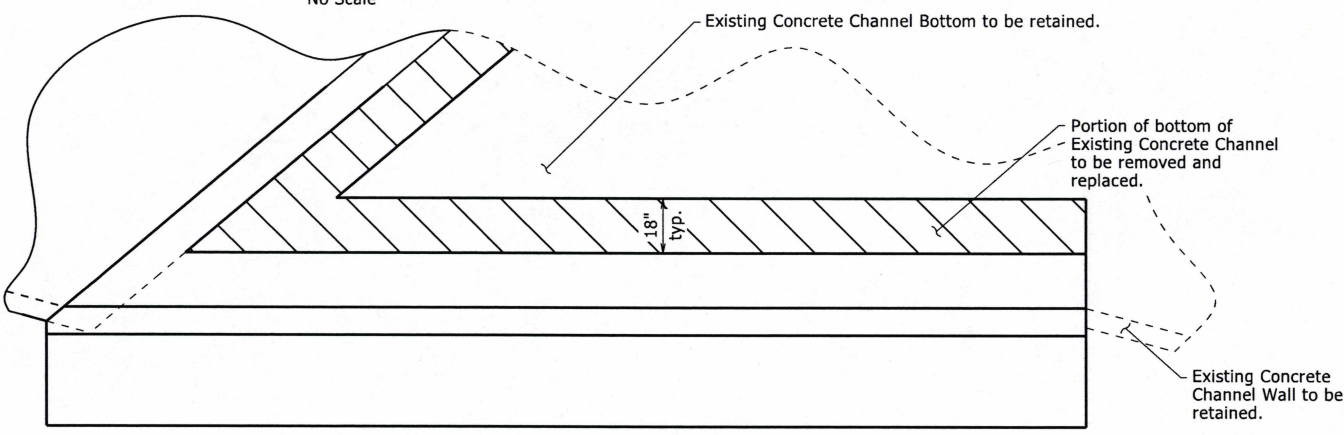 No Scale
Existing Concrete Channel Bottom to be retained.
Portion of bottom of
Existing Concrete Channel
to be removed and
replaced.
18"
typ.
Existing Concrete
Channel Wall to be
retained.